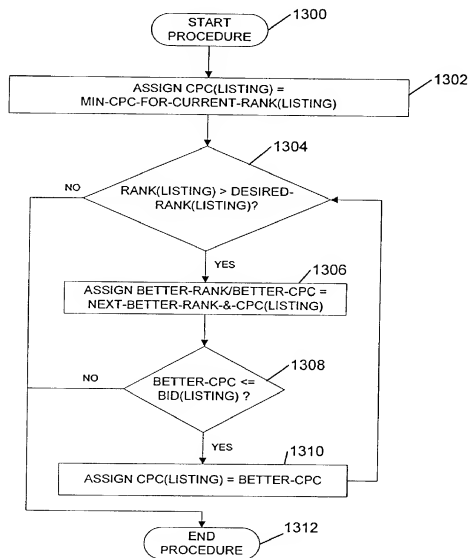 START
PROCEDURE
1300
ASSIGN CPC(LISTING) =
MIN-CPC-FOR-CURRENT-RANK(LISTING)
1302
1304
NO
RANK(LISTING) > DESIRED-
RANK(LISTING)?
YES
1306
ASSIGN BETTER-RANK/BETTER-CPC =
NEXT-BETTER-RANK-&-CPC(LISTING)
1308
NO
BETTER-CPC <=
BID(LISTING) ?
YES
1310
ASSIGN CPC(LISTING) = BETTER-CPC
END
PROCEDURE
1312